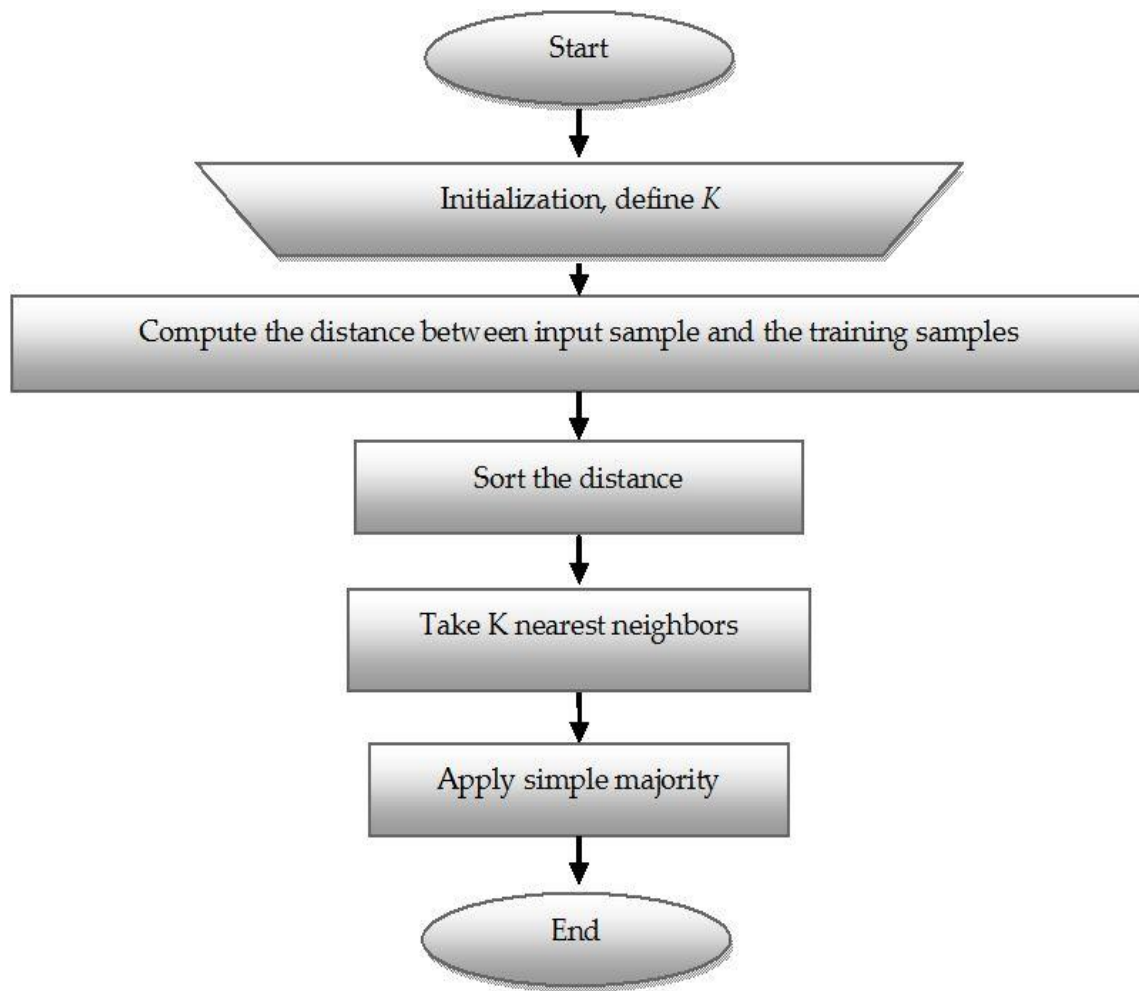 Start
Initialization, define K
Compute the distance between input sample and the training samples
Sort the distance
Take K nearest neighbors
Apply simple majority
End